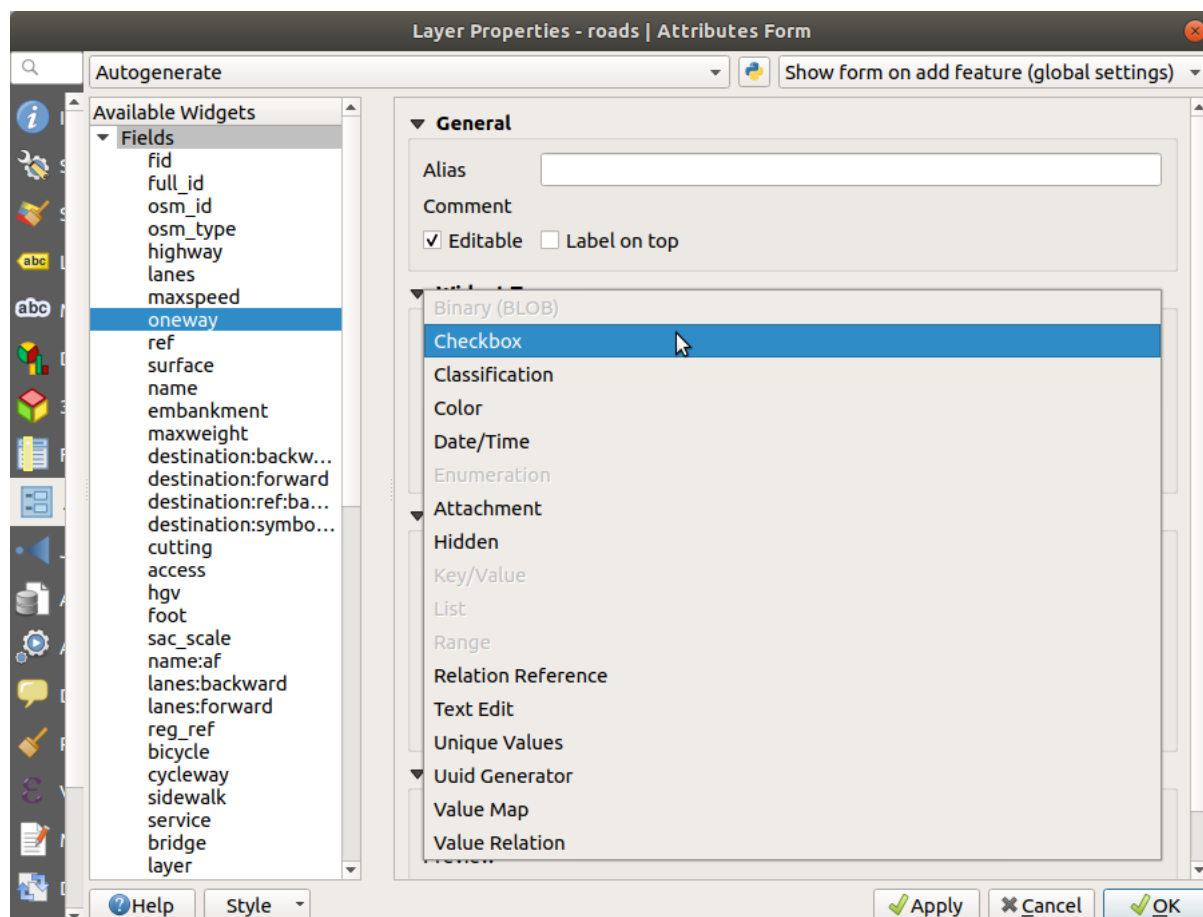 Layer Properties - roads | Attributes Form
Autogenerate
Show form on add feature (global settings)
Available Widgets
Fields
fid
full_id
osm_id
osm_type
highway
lanes
maxspeed
oneway
ref
surface
name
embankment
maxweight
destination:backw...
destination:forward
destination:ref:ba...
destination:symbo...
cutting
access
hgv
foot
sac_scale
name:af
lanes:backward
lanes:forward
reg_ref
bicycle
cycleway
sidewalk
service
bridge
layer
General
Alias
Comment
Editable
Label on top
Binary (BLOB)
Checkbox
Classification
Color
Date/Time
Enumeration
Attachment
Hidden
Key/Value
List
Range
Relation Reference
Text Edit
Unique Values
Uuid Generator
Value Map
Value Relation
abc
abc
Help
Style
Apply
Cancel
OK